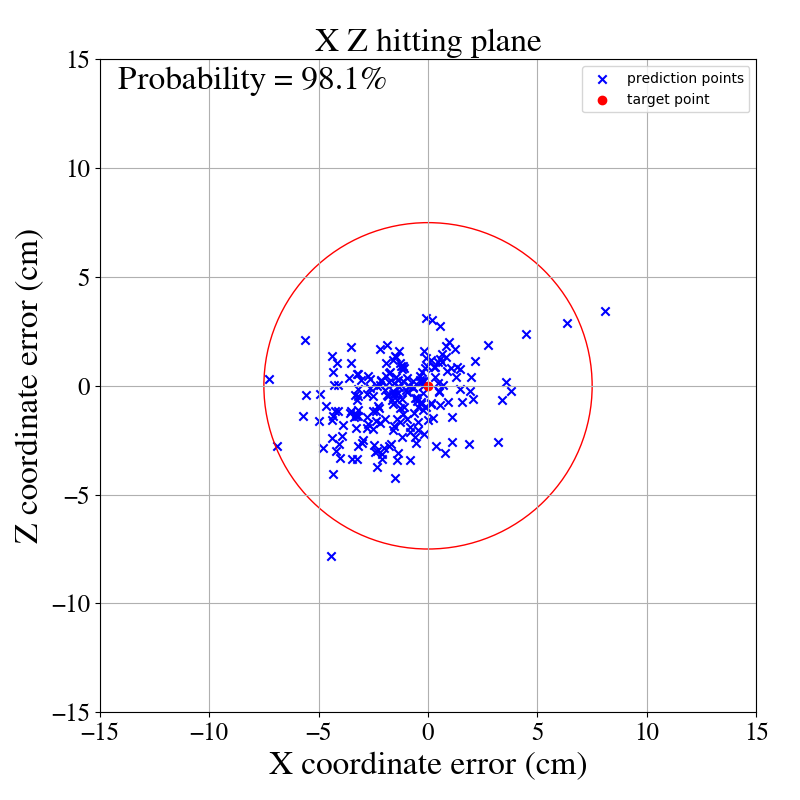 X Z hitting plane
Probability = 98.1%
prediction points
target point
Z coordinate error (cm)
15
10
5
0
−5
−10
−15
−15
−10
−5
0
5
10
15
X coordinate error (cm)